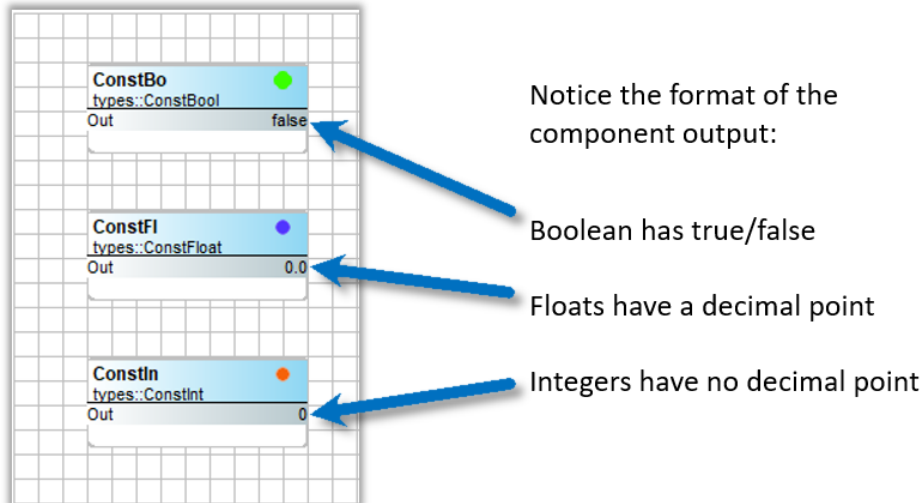 ConstBo
types::ConstBool
Out false
ConstFl
types::ConstFloat
Out 0.0
ConstIn
types::ConstInt
Out 0
Notice the format of the
component output:
Boolean has true/false
Floats have a decimal point
Integers have no decimal point